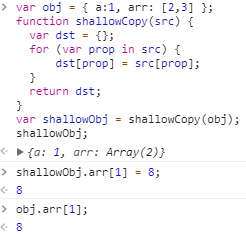 var obj = { a:1, arr: [2,3] };
function shallowCopy(src) {
var dst = {};
for (var prop in src) {
dst[prop] = src[prop];
}
return dst;
}
var shallowObj = shallowCopy(obj);
shallowObj;
{a: 1, arr: Array(2)}
shallowObj.arr[1] = 8;
8
obj.arr[1];
8